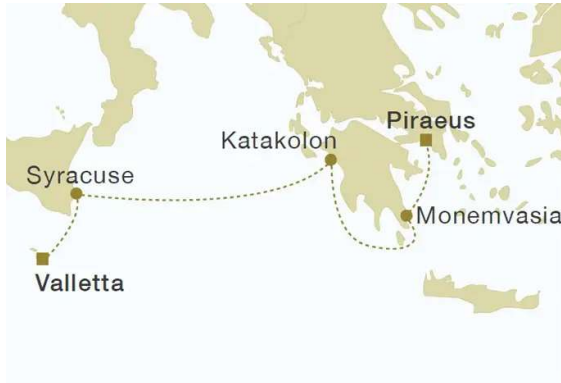 Piraeus
Katakolon
Syracuse
Monemvasia
Valletta